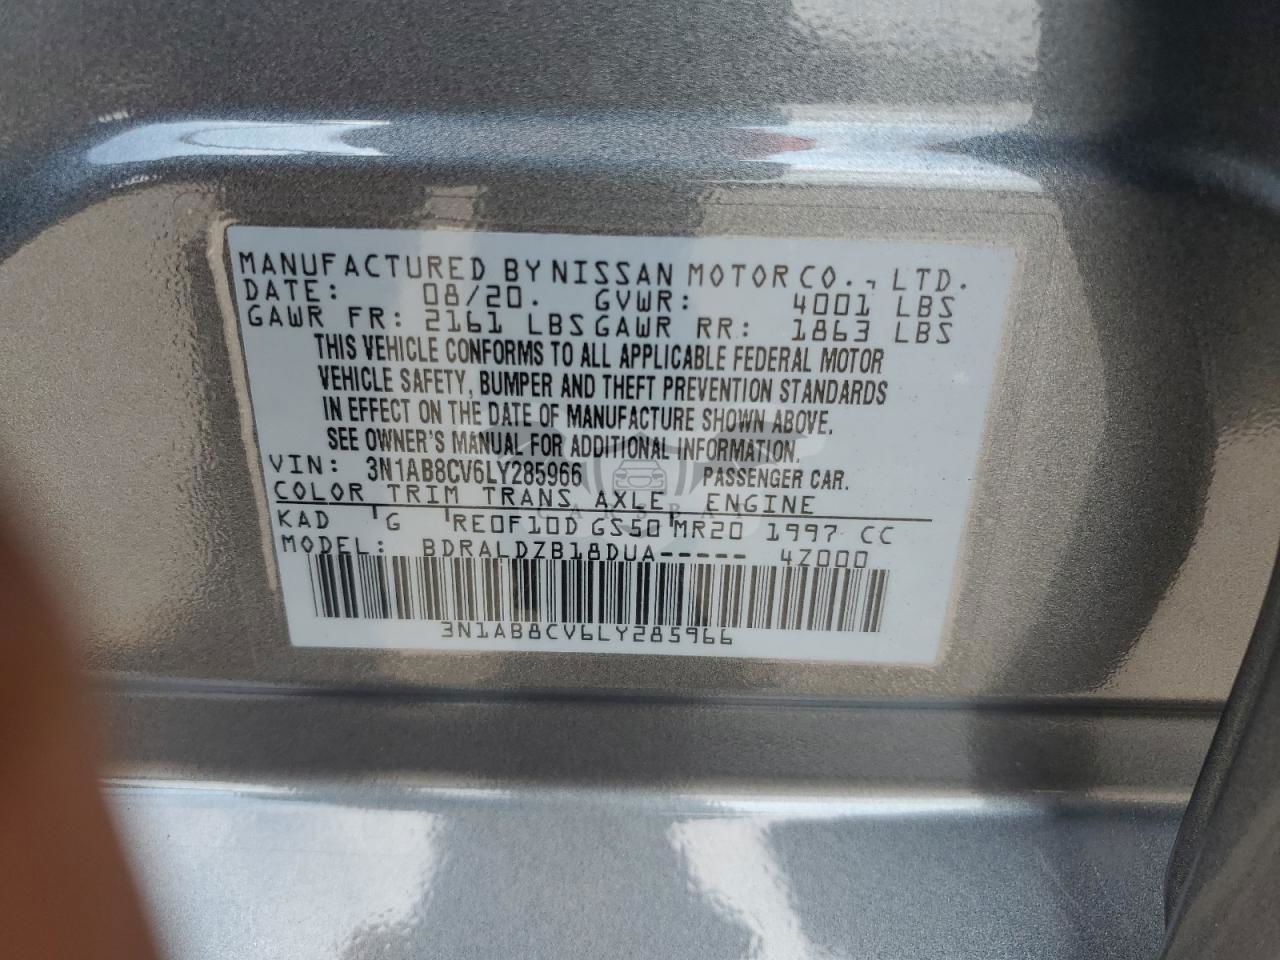 MANUFACTURED BY NISSAN MOTOR CO., LTD.
DATE: 08/20. GVWR: 4001 LBS
GAWR FR: 2161 LBS GAWR RR: 1863 LBS
THIS VEHICLE CONFORMS TO ALL APPLICABLE FEDERAL MOTOR
VEHICLE SAFETY, BUMPER AND THEFT PREVENTION STANDARDS
IN EFFECT ON THE DATE OF MANUFACTURE SHOWN ABOVE.
SEE OWNER'S MANUAL FOR ADDITIONAL INFORMATION.
VIN: 3N1AB8CV6LY285966 PASSENGER CAR.
COLOR TRIM TRANS AXLE ENGINE
KAD G RE0F10D GS50 MR20 1997 CC
MODEL: BDRALDZB18DUA----- 4Z000
3N1AB8CV6LY285966